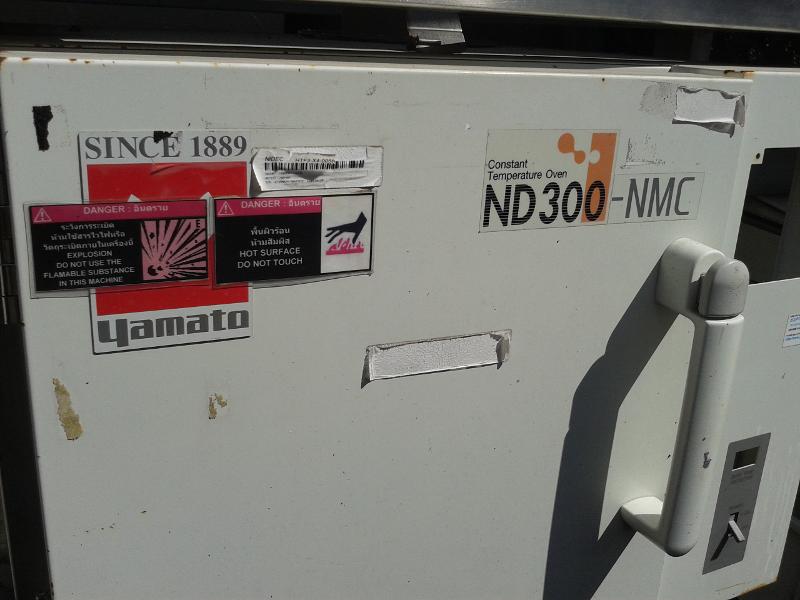 SINCE 1889
NIDEC
Constant
Temperature Oven
ND300-NMC
DANGER : อันตราย
ระวังการระเบิด
ห้ามใช้สารไวไฟหรือ
วัตถุระเบิดภายในเครื่องนี้
EXPLOSION
DO NOT USE THE
FLAMABLE SUBSTANCE
IN THIS MACHINE
DANGER : อันตราย
พื้นผิวร้อน
ห้ามสัมผัส
HOT SURFACE
DO NOT TOUCH
yamato